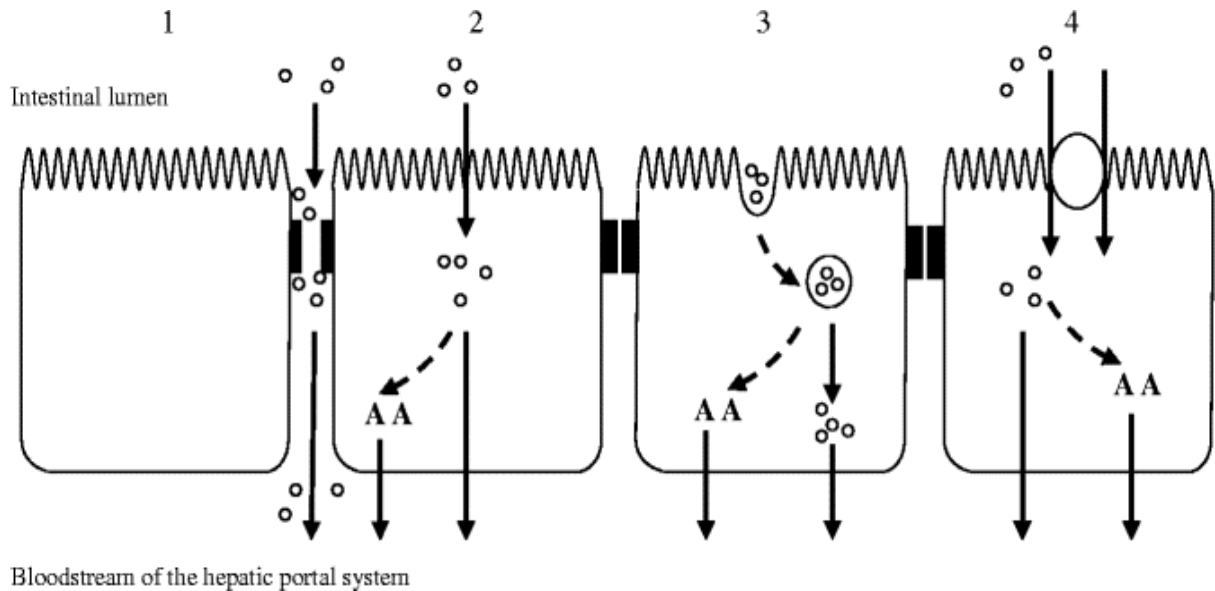 1 2 3 4
Intestinal lumen
A A A A A A
Bloodstream of the hepatic portal system